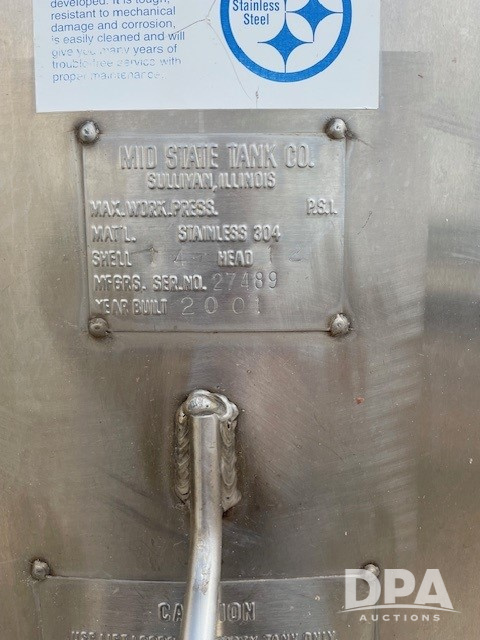 developed. It is tough,
resistant to mechanical
damage and corrosion,
is easily cleaned and will
give you many years of
trouble-free service with
proper maintenance.
Stainless
Steel
MID STATE TANK CO.
SULLIVAN, ILLINOIS
MAX. WORK. PRESS. P.S.I.
MAT'L. STAINLESS 304
SHELL HEAD
MFGRS. SER. NO. 27489
YEAR BUILT 2001
CAUTION
DPA
AUCTIONS